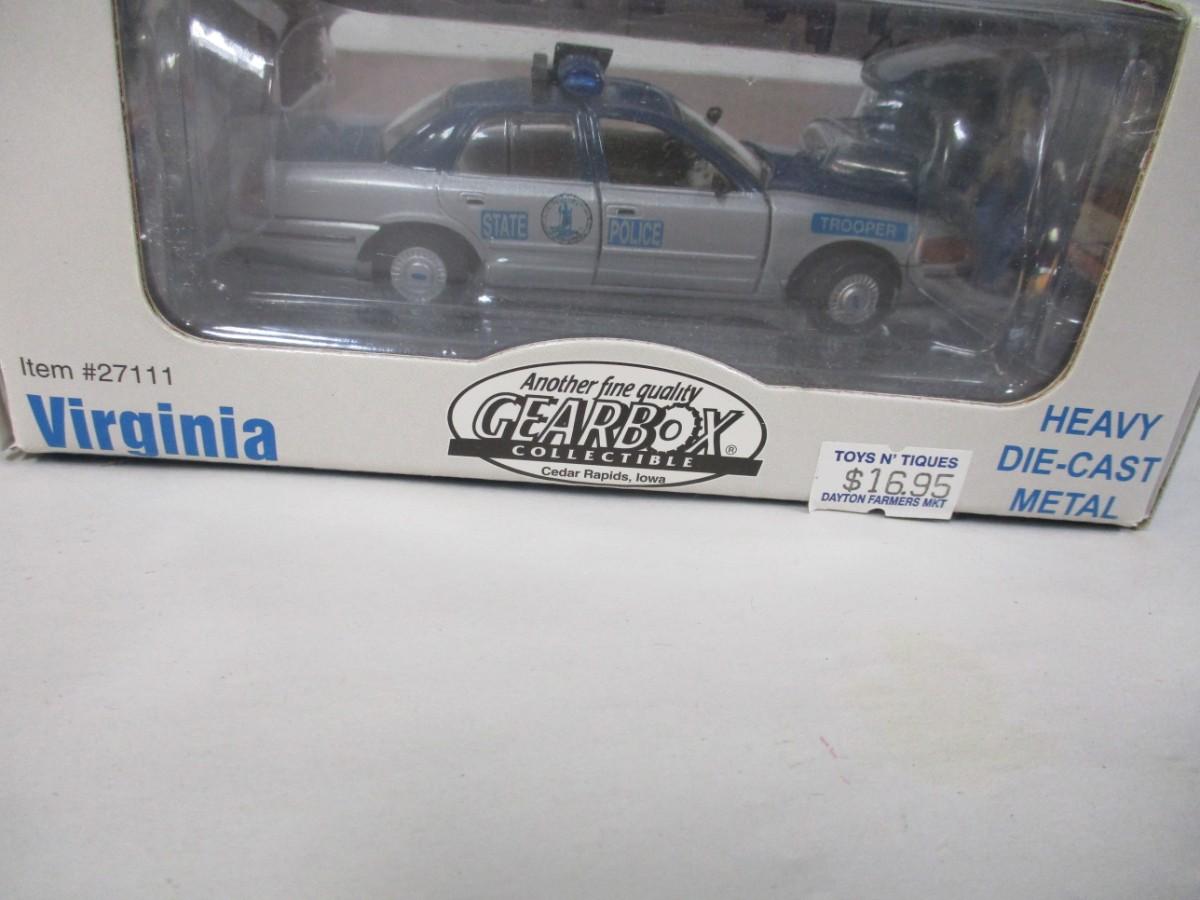 STATE
POLICE
TROOPER
Item #27111
Virginia
Another fine quality
GEARBOX®
COLLECTIBLE
Cedar Rapids, Iowa
TOYS N' TIQUES
$16.95
DAYTON FARMERS MKT
HEAVY
DIE-CAST
METAL